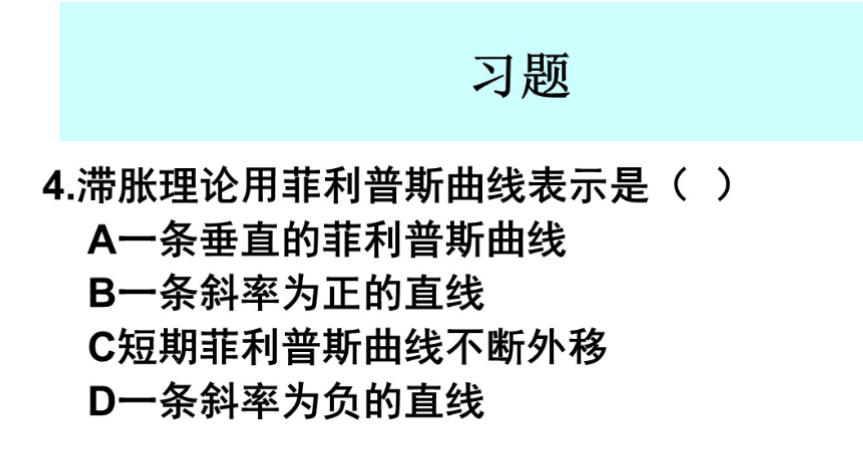 习题
4.滞胀理论用菲利普斯曲线表示是（ ）
A一条垂直的菲利普斯曲线
B一条斜率为正的直线
C短期菲利普斯曲线不断外移
D一条斜率为负的直线